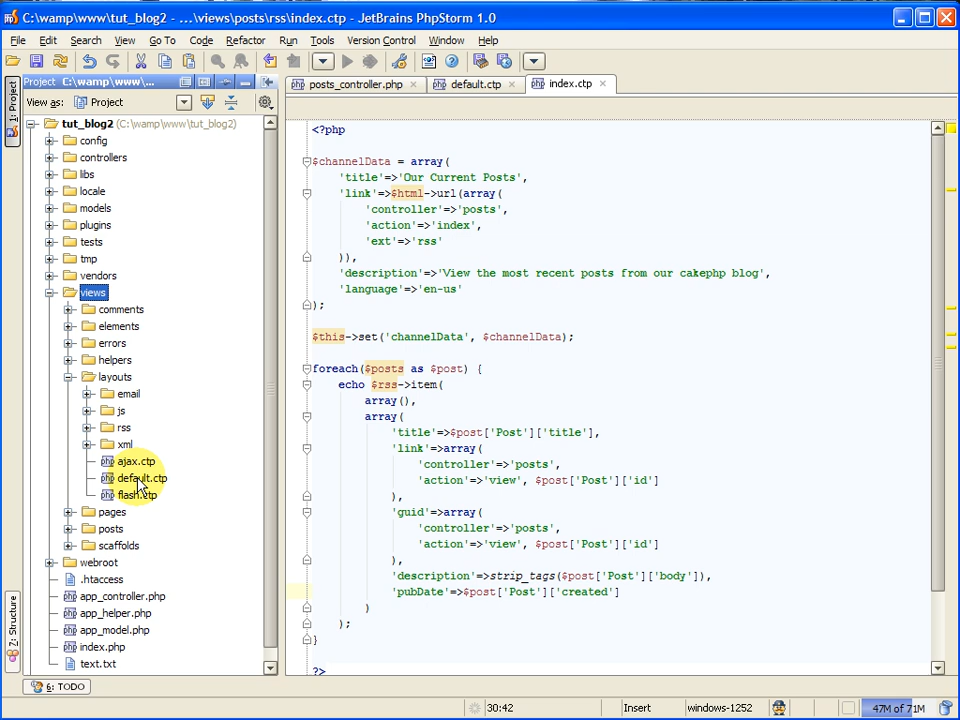 C:\wamp\www\tut_blog2 - ...\views\posts\rss\index.ctp - JetBrains PhpStorm 1.0
File Edit Search View Go To Code Refactor Run Tools Version Control Window Help
1: Project
Project C:\wamp\www\...
View as: Project
tut_blog2 (C:\wamp\www\tut_blog2)
config
controllers
libs
locale
models
plugins
tests
tmp
vendors
views
comments
elements
errors
helpers
layouts
email
js
rss
xml
ajax.ctp
default.ctp
flash.ctp
pages
posts
scaffolds
webroot
.htaccess
app_controller.php
app_helper.php
app_model.php
index.php
text.txt
7: Structure
posts_controller.php default.ctp index.ctp
<?php
$channelData = array(
'title'=>'Our Current Posts',
'link'=>$html->url(array(
'controller'=>'posts',
'action'=>'index',
'ext'=>'rss'
)),
'description'=>'View the most recent posts from our cakephp blog',
'language'=>'en-us'
);
$this->set('channelData', $channelData);
foreach($posts as $post) {
echo $rss->item(
array(),
array(
'title'=>$post['Post']['title'],
'link'=>array(
'controller'=>'posts',
'action'=>'view', $post['Post']['id']
),
'guid'=>array(
'controller'=>'posts',
'action'=>'view', $post['Post']['id']
),
'description'=>strip_tags($post['Post']['body']),
'pubDate'=>$post['Post']['created']
)
);
}
?>
6: TODO
30:42 Insert windows-1252 47M of 71M